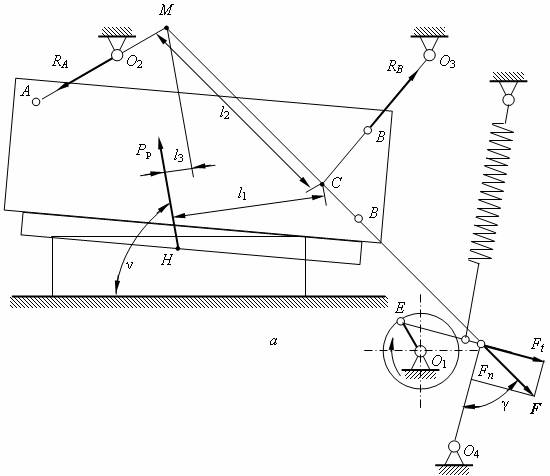 M
R_A
O_2
R_B
O_3
A
l_2
P_p
l_3
B
l_1
C
B
H
ν
E
а
O_1
F_t
F_n
F
γ
O_4